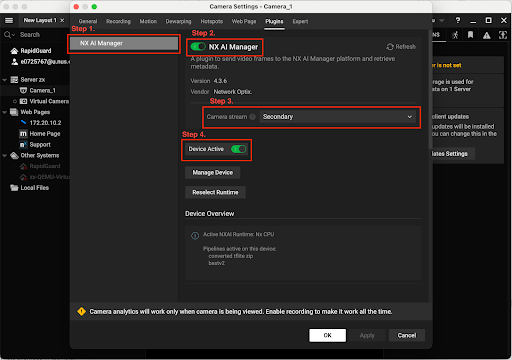 Camera Settings - Camera_1
New Layout 1
General Recording Motion Dewarping Hotspots Web Page Plugins Expert
Search
Step 1.
NX AI Manager
Step 2.
NX AI Manager
Refresh
A plugin to send video frames to the NX AI Manager platform and retrieve
metadata.
Version 4.3.6
Vendor Network Optix
Step 3.
Camera stream Secondary
Step 4.
Device Active
Manage Device
Reselect Runtime
Device Overview
Active NXAI Runtime: Nx CPU
Pipelines active on this device:
converted tflite zip
bestv2
Camera analytics will work only when camera is being viewed. Enable recording to make it work all the time.
OK Apply Cancel
RapidGuard
e0725767@u.nus.e
Server zx
Camera_1
Virtual Camera
Web Pages
172.20.10.2
Home Page
Support
Other Systems
RapidGuard
zx-QEMU-Virtu
Local Files
er is not set
rage is used for
data on 1 Server
client updates
updates will be installed
ou can change this in the
dates Settings